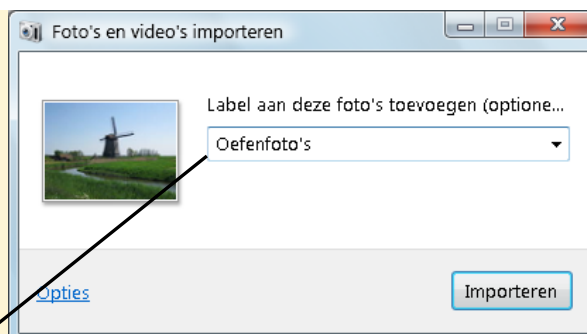 Foto's en video's importeren
Label aan deze foto's toevoegen (optione...
Oefenfoto's
Opties
Importeren